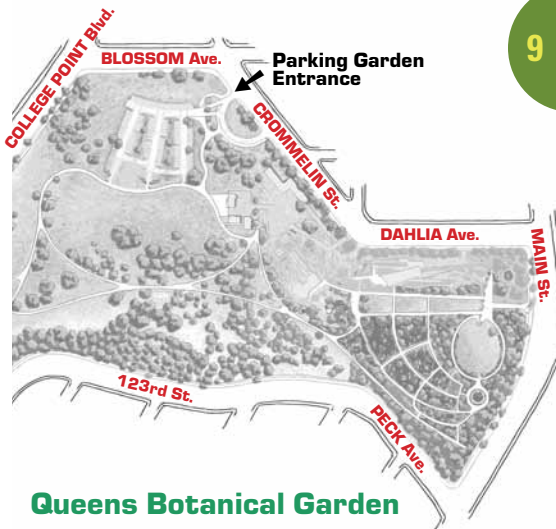 COLLEGE POINT Blvd.
BLOSSOM Ave.
Parking Garden
Entrance
9
CROMMELIN St.
DAHLIA Ave.
MAIN St.
123rd St.
PECK Ave.
Queens Botanical Garden